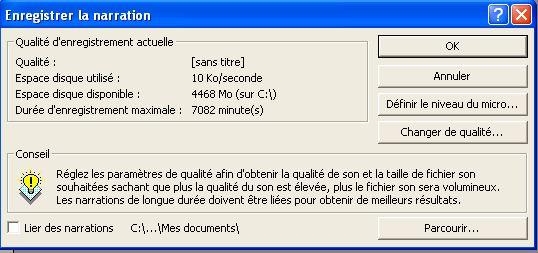 Enregistrer la narration
Qualité d'enregistrement actuelle
Qualité : [sans titre]
Espace disque utilisé : 10 Ko/seconde
Espace disque disponible : 4468 Mo (sur C:\)
Durée d'enregistrement maximale : 7082 minute(s)
OK
Annuler
Définir le niveau du micro...
Changer de qualité...
Conseil
Réglez les paramètres de qualité afin d'obtenir la qualité de son et la taille de fichier son
souhaitées sachant que plus la qualité du son est élevée, plus le fichier son sera volumineux.
Les narrations de longue durée doivent être liées pour obtenir de meilleurs résultats.
Lier des narrations C:\...\Mes documents\
Parcourir...